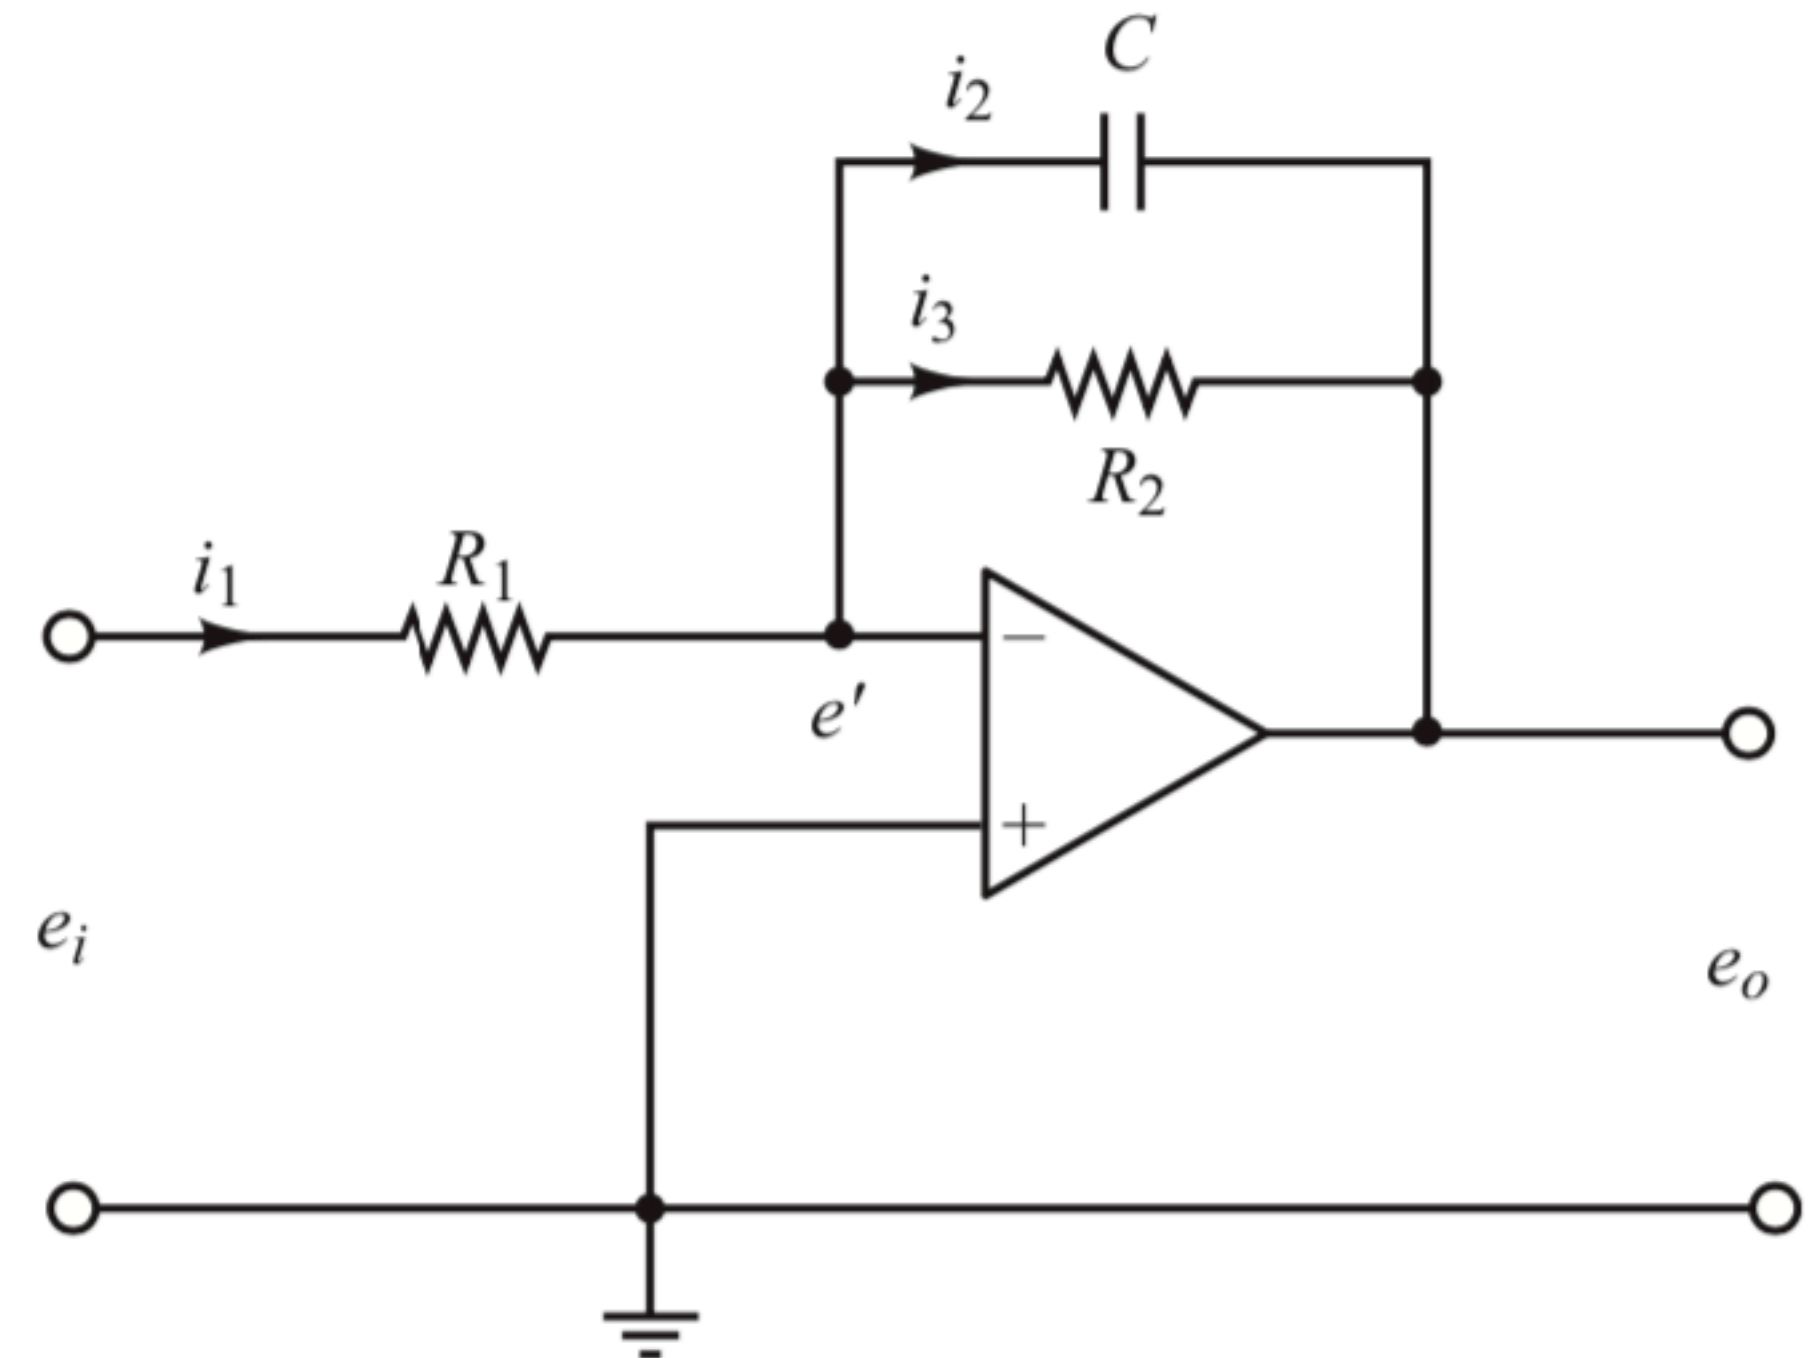 C
i₂
i₃
R₂
i₁
R₁
−
e′
+
eᵢ
eₒ